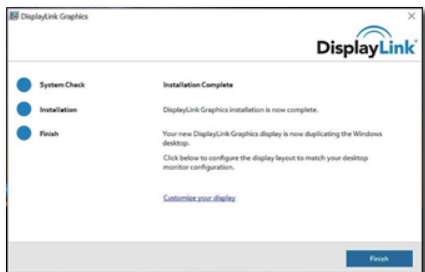 DisplayLink Graphics
DisplayLink
System Check
Installation Complete
Installation
DisplayLink Graphics installation is now complete.
Finish
Your new DisplayLink Graphics display is now duplicating the Windows
desktop.
Click below to configure the display layout to match your desktop
monitor configuration.
Customize your display
Finish